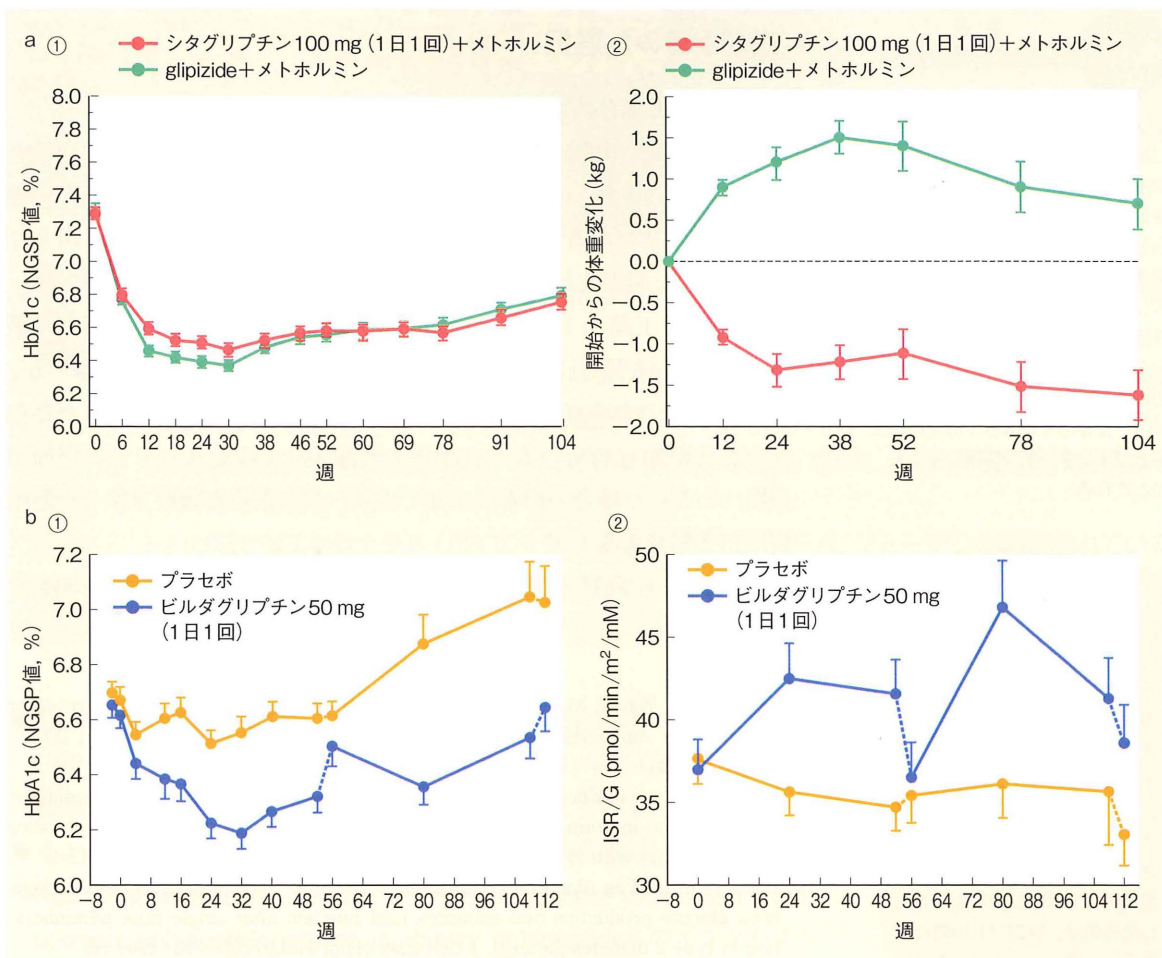 a ①
シタグリプチン100 mg (1日1回)+メトホルミン
glipizide+メトホルミン
HbA1c (NGSP値, %)
8.0
7.8
7.6
7.4
7.2
7.0
6.8
6.6
6.4
6.2
6.0
0 6 12 18 24 30 38 46 52 60 69 78 91 104
週
②
シタグリプチン100 mg (1日1回)+メトホルミン
glipizide+メトホルミン
開始からの体重変化 (kg)
2.0
1.5
1.0
0.5
0.0
−0.5
−1.0
−1.5
−2.0
0 12 24 38 52 78 104
週
b ①
プラセボ
ビルダグリプチン50 mg
(1日1回)
HbA1c (NGSP値, %)
7.2
7.0
6.8
6.6
6.4
6.2
6.0
−8 0 8 16 24 32 40 48 56 64 72 80 88 96 104 112
週
②
プラセボ
ビルダグリプチン50 mg
(1日1回)
ISR/G (pmol/min/m²/mM)
50
45
40
35
30
−8 0 8 16 24 32 40 48 56 64 72 80 88 96 104 112
週